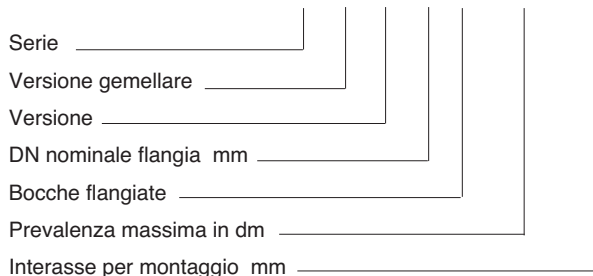 Serie
Versione gemellare
Versione
DN nominale flangia mm
Bocche flangiate
Prevalenza massima in dm
Interasse per montaggio mm